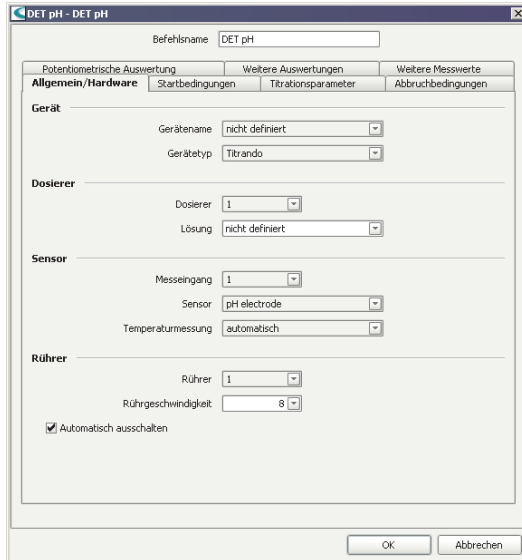 DET pH - DET pH
Befehlsname DET pH
Potentiometrische Auswertung Weitere Auswertungen Weitere Messwerte
Allgemein/Hardware Startbedingungen Titrationsparameter Abbruchbedingungen
Gerät
Gerätename nicht definiert
Gerätetyp Titrando
Dosierer
Dosierer 1
Lösung nicht definiert
Sensor
Messeingang 1
Sensor pH electrode
Temperaturmessung automatisch
Rührer
Rührer 1
Rührgeschwindigkeit 8
Automatisch ausschalten
OK Abbrechen